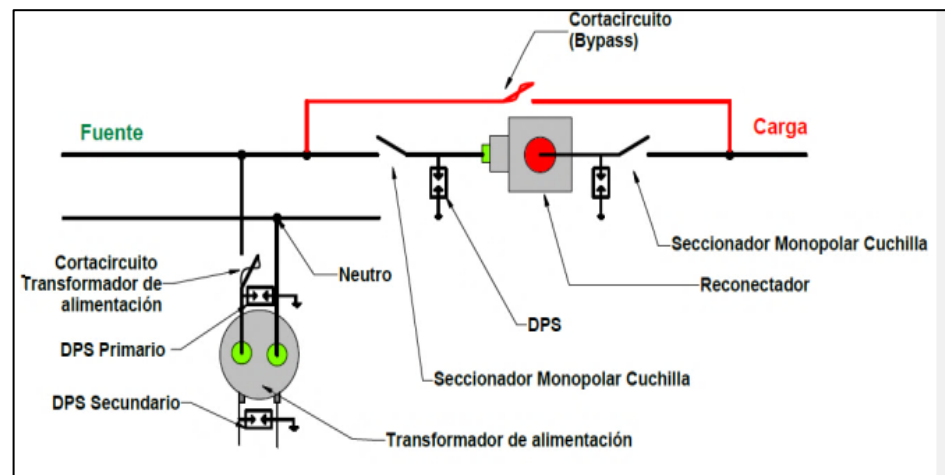 Cortacircuito
(Bypass)
Fuente
Carga
Seccionador Monopolar Cuchilla
Cortacircuito
Transformador de
alimentación
Neutro
Reconectador
DPS
DPS Primario
Seccionador Monopolar Cuchilla
DPS Secundario
Transformador de alimentación